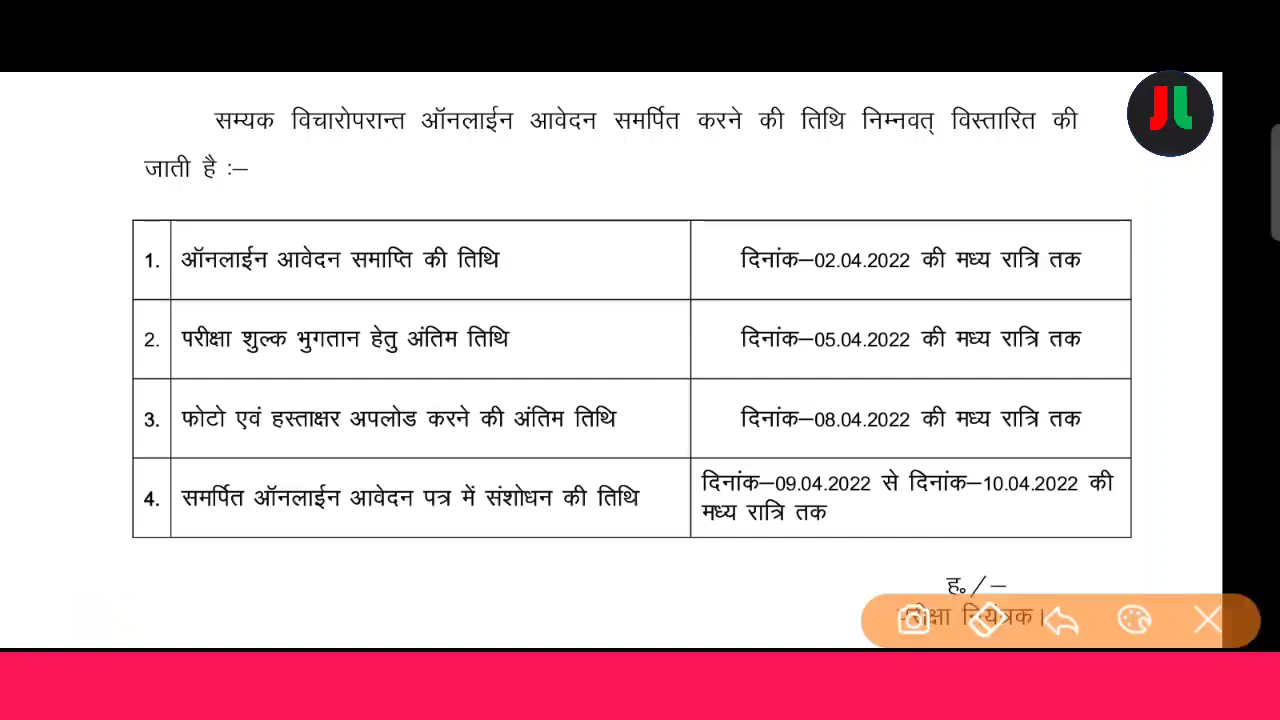 सम्यक विचारोपरान्त ऑनलाईन आवेदन समर्पित करने की तिथि निम्नवत् विस्तारित की
जाती है :–
1. ऑनलाईन आवेदन समाप्ति की तिथि दिनांक–02.04.2022 की मध्य रात्रि तक
2. परीक्षा शुल्क भुगतान हेतु अंतिम तिथि दिनांक–05.04.2022 की मध्य रात्रि तक
3. फोटो एवं हस्ताक्षर अपलोड करने की अंतिम तिथि दिनांक–08.04.2022 की मध्य रात्रि तक
4. समर्पित ऑनलाईन आवेदन पत्र में संशोधन की तिथि दिनांक–09.04.2022 से दिनांक–10.04.2022 की
मध्य रात्रि तक
ह॰/–
परीक्षा नियंत्रक।